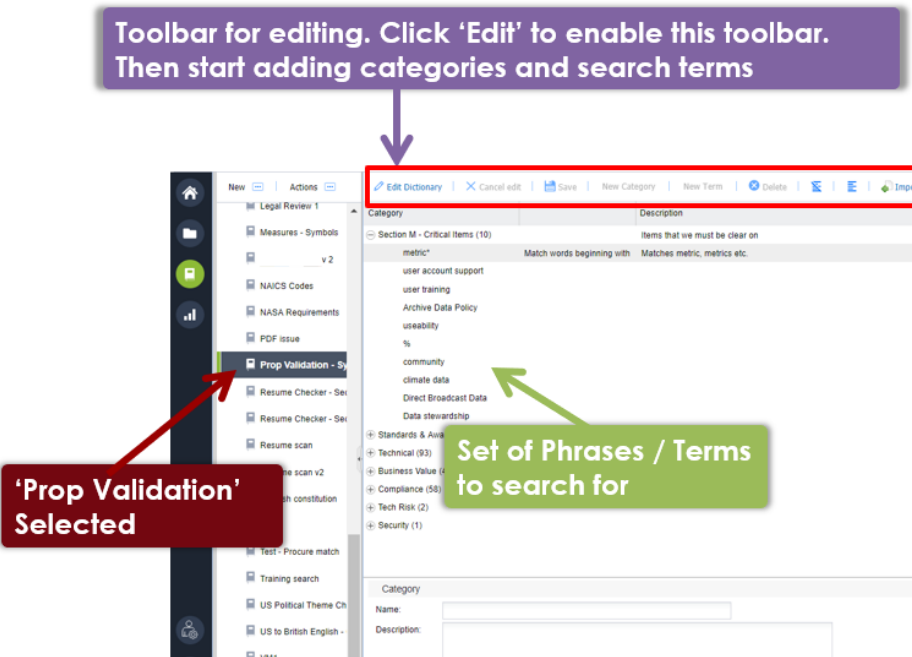 Toolbar for editing. Click ‘Edit’ to enable this toolbar.
Then start adding categories and search terms
New
Actions
Edit Dictionary
Cancel edit
Save
New Category
New Term
Delete
Impo
Legal Review 1
Measures - Symbols
v 2
NAICS Codes
NASA Requirements
PDF issue
Prop Validation - Sy
Resume Checker - Sec
Resume Checker - Sec
Resume scan
me scan v2
sh constitution
Test - Procure match
Training search
US Political Theme Ch
US to British English -
Category
Description
Section M - Critical Items (10)
Items that we must be clear on
metric*
Match words beginning with
Matches metric, metrics etc.
user account support
user training
Archive Data Policy
useability
%
community
climate data
Direct Broadcast Data
Data stewardship
Standards & Awa
Technical (93)
Business Value (4
Compliance (58)
Tech Risk (2)
Security (1)
Set of Phrases / Terms
to search for
‘Prop Validation’
Selected
Category
Name:
Description: